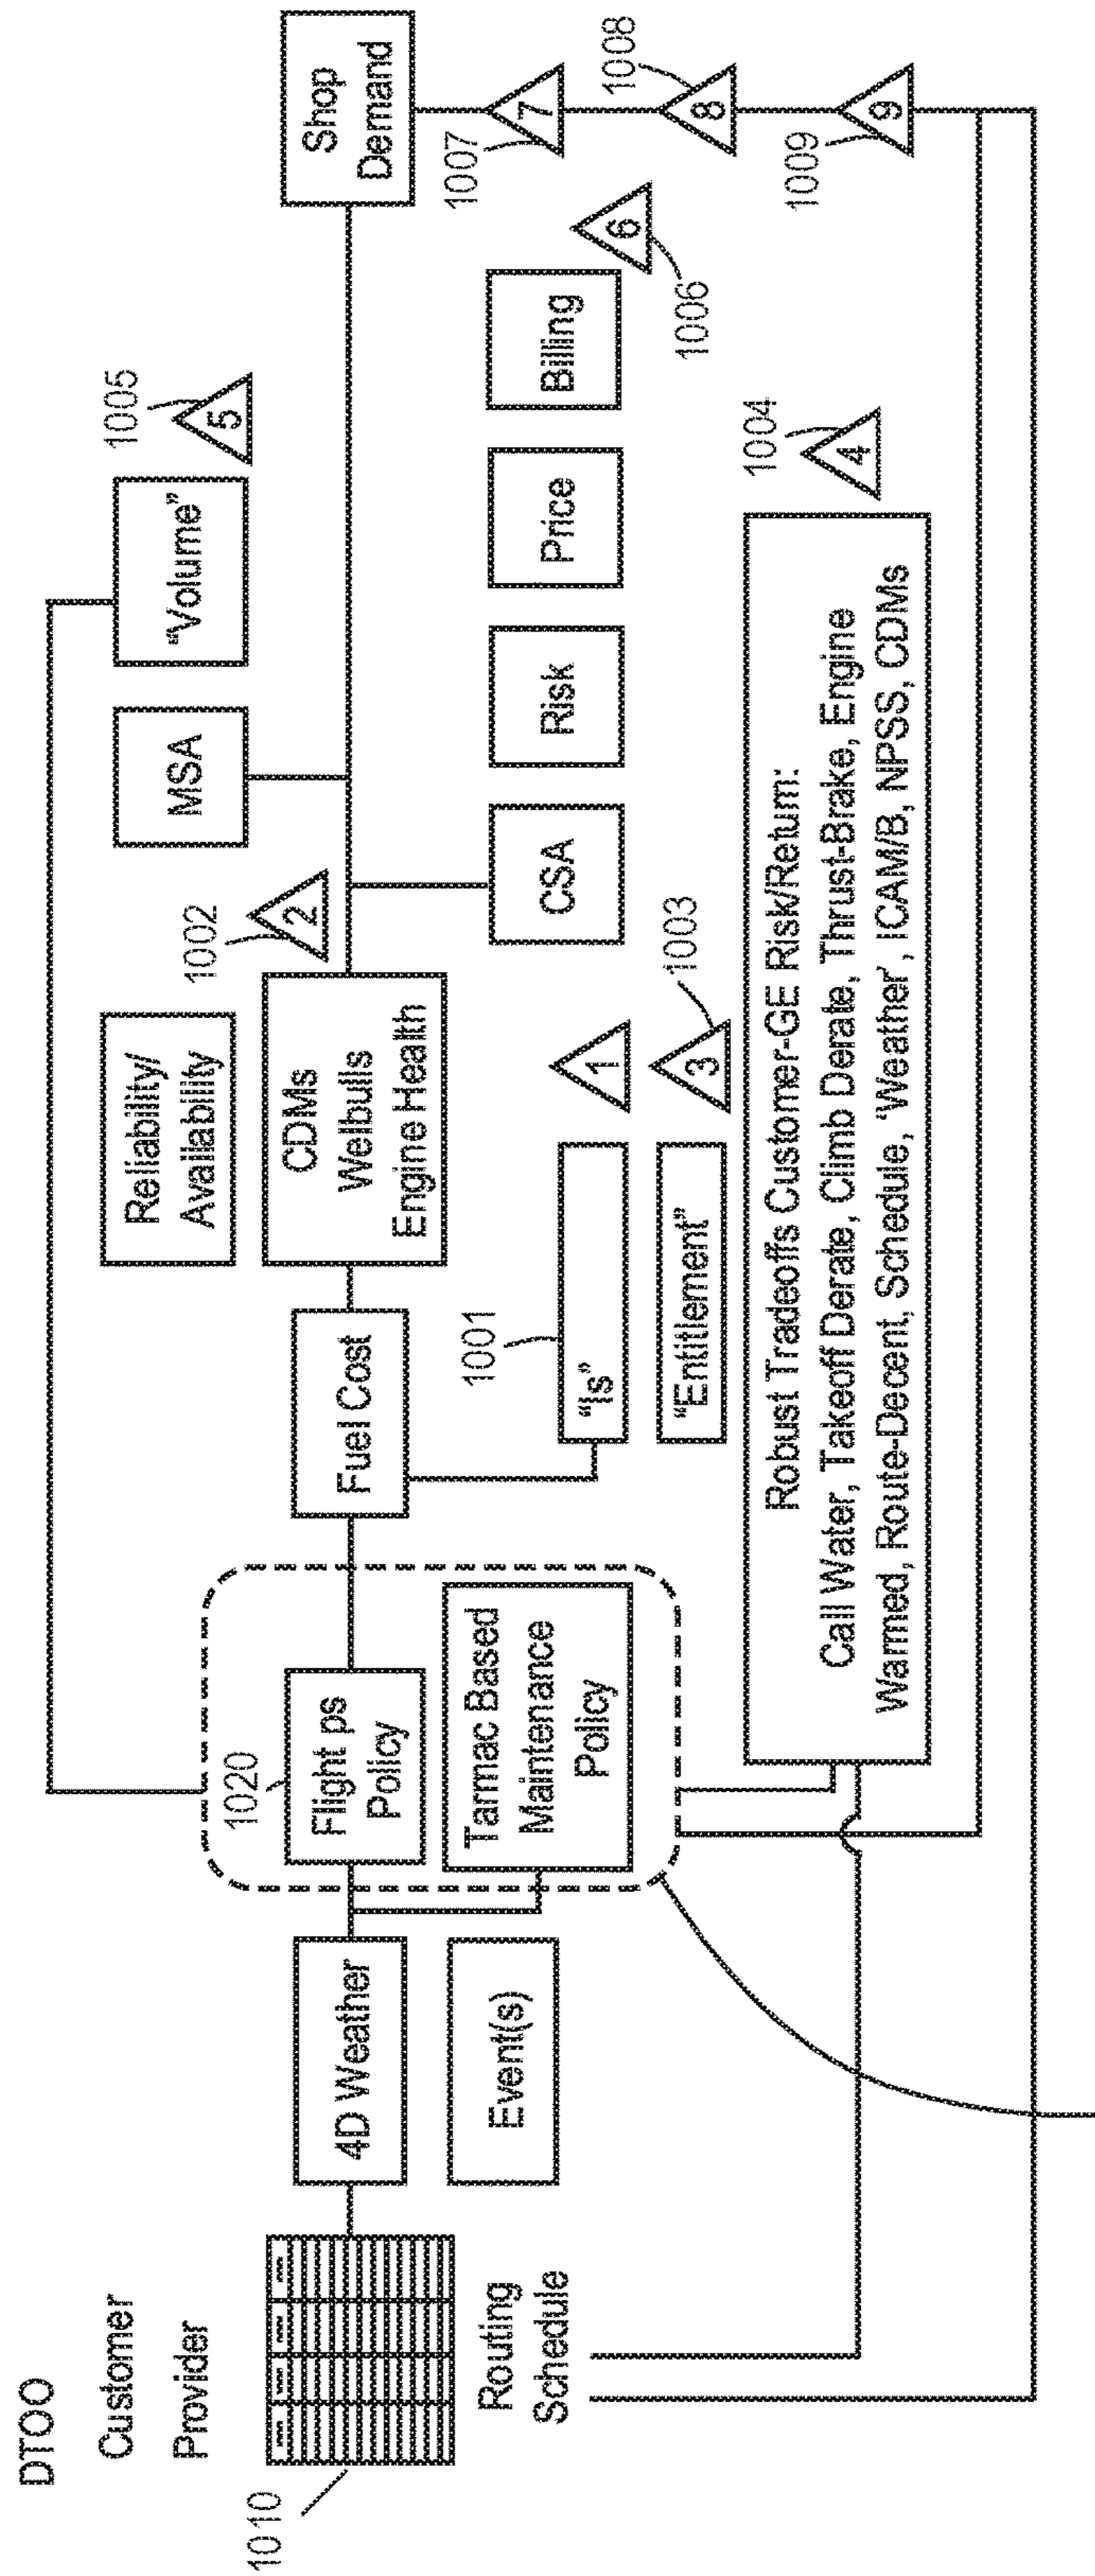 DTOO
Customer
Provider
1010
Routing
Schedule
4D Weather
Event(s)
1020
Flight ps
Policy
Tarmac Based
Maintenance
Policy
Fuel Cost
1001
"Is"
"Entitlement"
Reliability/
Availability
CDMs
Weibulls
Engine Health
1
3
1003
1002
2
MSA
"Volume"
1005
5
CSA
Risk
Price
Billing
6
1006
Shop
Demand
1007
7
1008
8
1009
9
1004
4
Robust Tradeoffs Customer-GE Risk/Return:
Call Water, Takeoff Derate, Climb Derate, Thrust-Brake, Engine
Warmed, Route-Decent, Schedule, 'Weather', ICAM/B, NPSS, CDMs